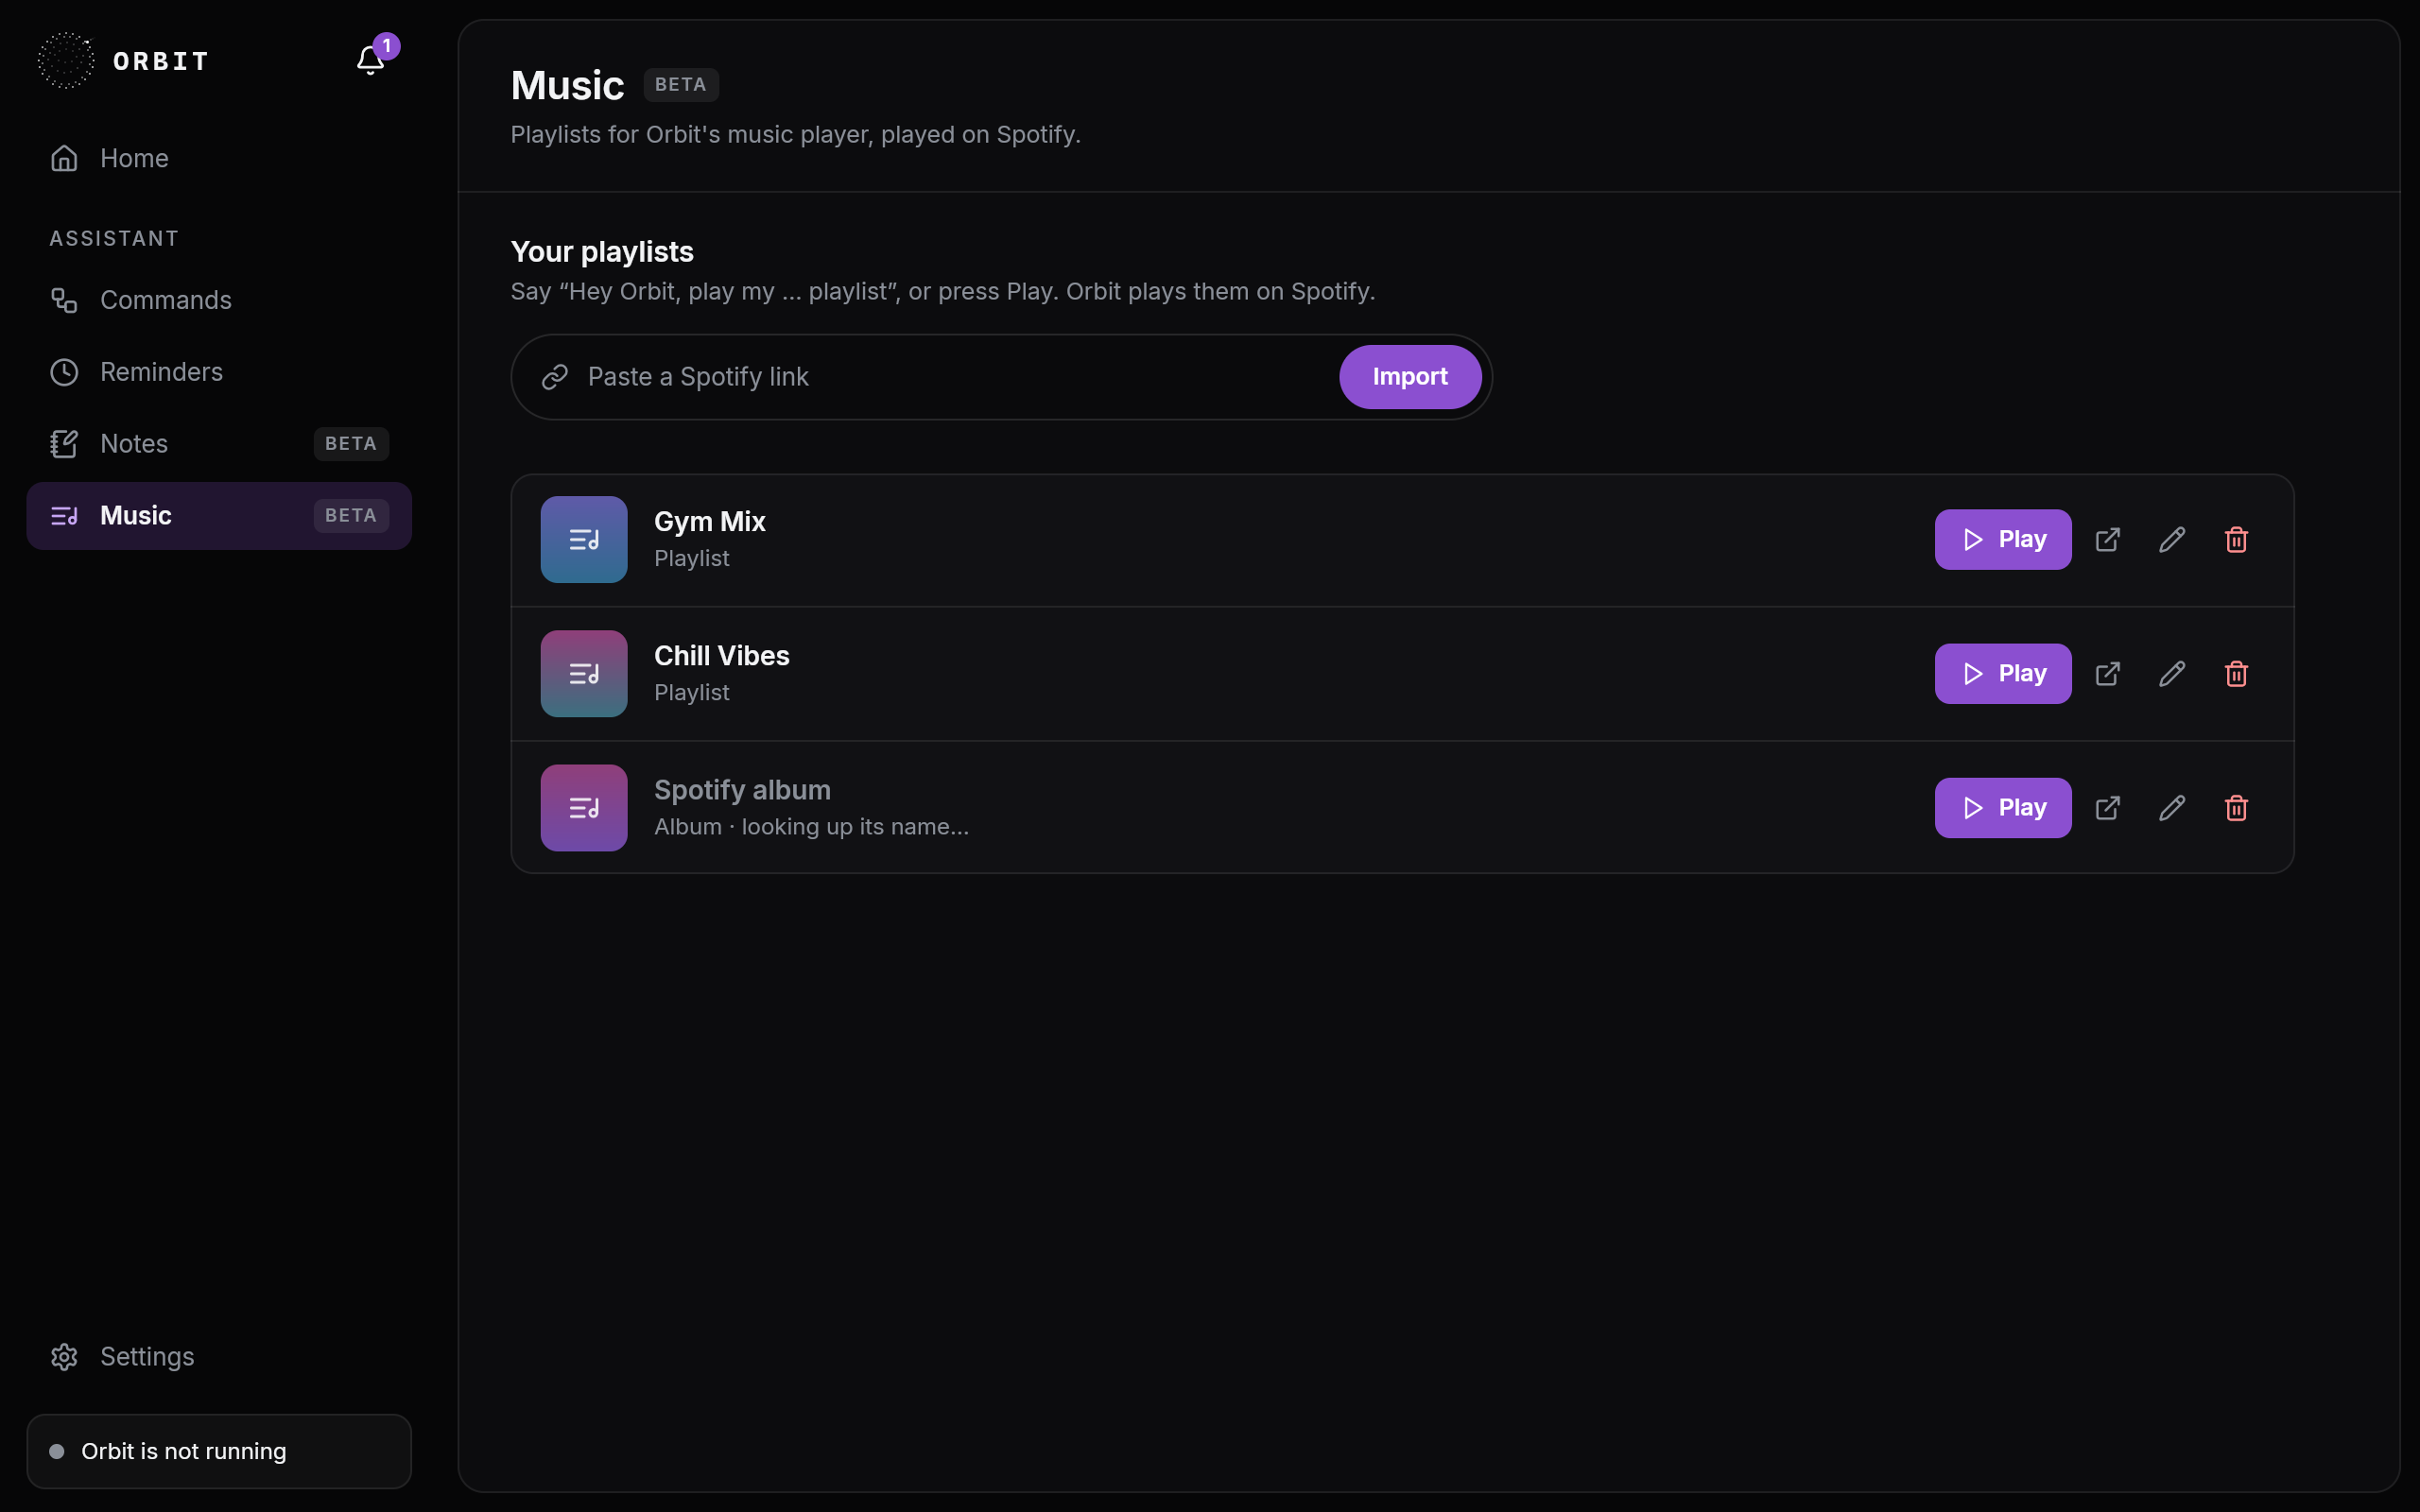 ORBIT
1
Home
ASSISTANT
Commands
Reminders
Notes BETA
Music BETA
Settings
Orbit is not running
Music BETA
Playlists for Orbit's music player, played on Spotify.
Your playlists
Say “Hey Orbit, play my ... playlist”, or press Play. Orbit plays them on Spotify.
Paste a Spotify link Import
Gym Mix
Playlist
Play
Chill Vibes
Playlist
Play
Spotify album
Album · looking up its name...
Play